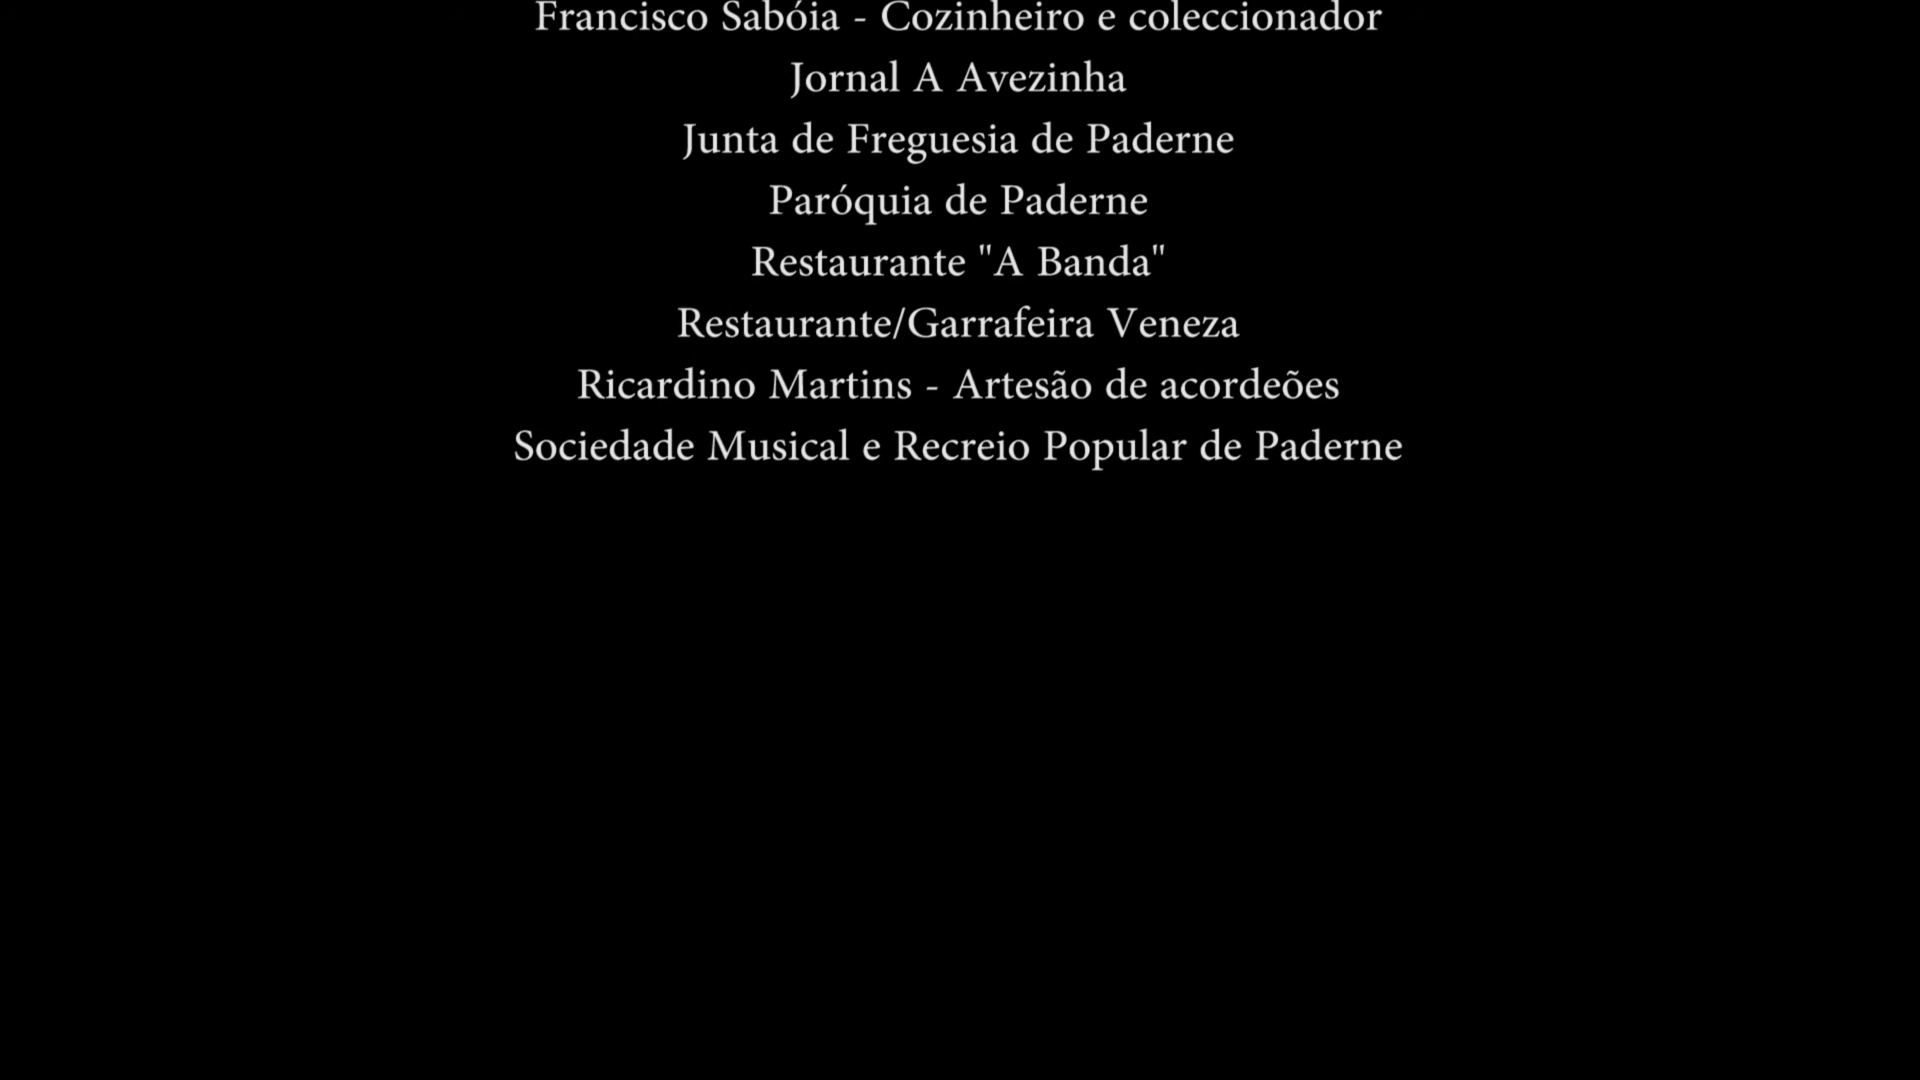 Francisco Sabóia - Cozinheiro e coleccionador
Jornal A Avezinha
Junta de Freguesia de Paderne
Paróquia de Paderne
Restaurante "A Banda"
Restaurante/Garrafeira Veneza
Ricardino Martins - Artesão de acordeões
Sociedade Musical e Recreio Popular de Paderne